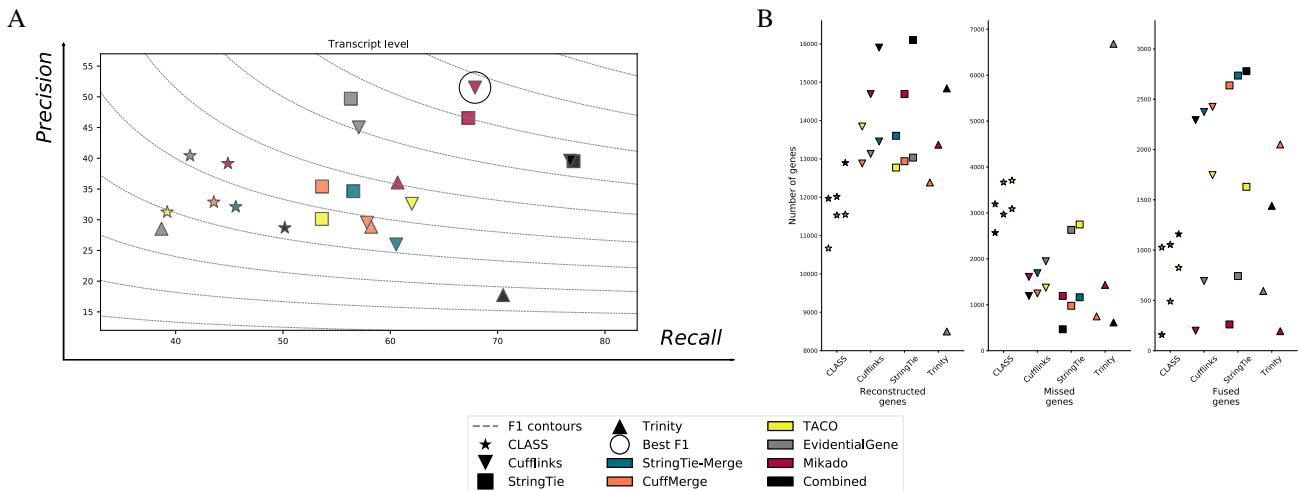 A
Transcript level
Precision
55
50
45
40
35
30
25
20
15
40
50
60
70
80
Recall
B
Number of genes
16000
15000
14000
13000
12000
11000
10000
9000
8000
CLASS
Cufflinks
StringTie
Trinity
Reconstructed
genes
7000
6000
5000
4000
3000
2000
1000
0
CLASS
Cufflinks
StringTie
Trinity
Missed
genes
3000
2500
2000
1500
1000
500
0
CLASS
Cufflinks
StringTie
Trinity
Fused
genes
F1 contours
CLASS
Cufflinks
StringTie
Trinity
Best F1
StringTie-Merge
CuffMerge
TACO
EvidentialGene
Mikado
Combined